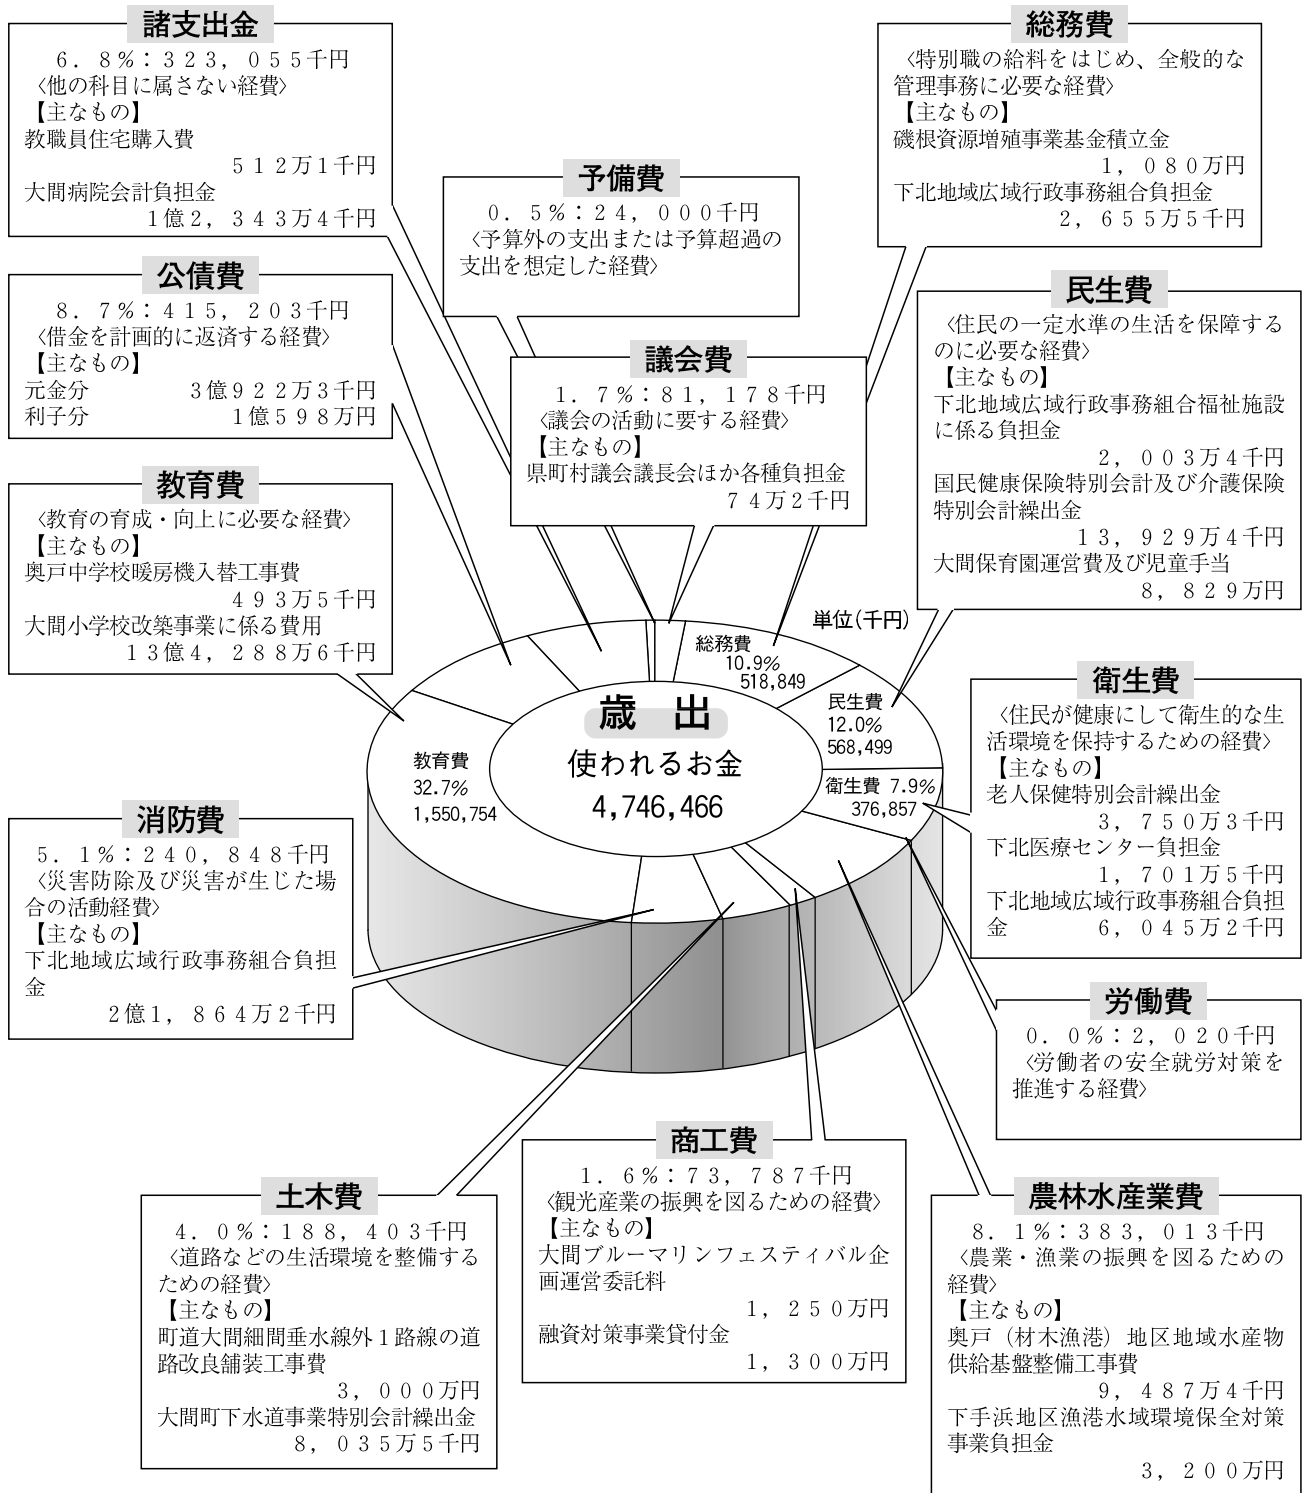 諸支出金
6．8％：323，055千円
〈他の科目に属さない経費〉
【主なもの】
教職員住宅購入費
512万1千円
大間病院会計負担金
1億2，343万4千円
公債費
8．7％：415，203千円
〈借金を計画的に返済する経費〉
【主なもの】
元金分　3億922万3千円
利子分　1億598万円
教育費
〈教育の育成・向上に必要な経費〉
【主なもの】
奥戸中学校暖房機入替工事費
493万5千円
大間小学校改築事業に係る費用
13億4，288万6千円
消防費
5．1％：240，848千円
〈災害防除及び災害が生じた場
合の活動経費〉
【主なもの】
下北地域広域行政事務組合負担
金
2億1，864万2千円
予備費
0．5％：24，000千円
〈予算外の支出または予算超過の
支出を想定した経費〉
議会費
1．7％：81，178千円
〈議会の活動に要する経費〉
【主なもの】
県町村議会議長会ほか各種負担金
74万2千円
総務費
〈特別職の給料をはじめ、全般的な
管理事務に必要な経費〉
【主なもの】
磯根資源増殖事業基金積立金
1，080万円
下北地域広域行政事務組合負担金
2，655万5千円
民生費
〈住民の一定水準の生活を保障する
のに必要な経費〉
【主なもの】
下北地域広域行政事務組合福祉施設
に係る負担金
2，003万4千円
国民健康保険特別会計及び介護保険
特別会計繰出金
13，929万4千円
大間保育園運営費及び児童手当
8，829万円
単位（千円）
総務費
10.9%
518,849
民生費
12.0%
568,499
衛生費 7.9%
376,857
教育費
32.7%
1,550,754
歳　出
使われるお金
4,746,466
衛生費
〈住民が健康にして衛生的な生
活環境を保持するための経費〉
【主なもの】
老人保健特別会計繰出金
3，750万3千円
下北医療センター負担金
1，701万5千円
下北地域広域行政事務組合負担
金　6，045万2千円
労働費
0．0％：2，020千円
〈労働者の安全就労対策を
推進する経費〉
土木費
4．0％：188，403千円
〈道路などの生活環境を整備する
ための経費〉
【主なもの】
町道大間細間垂水線外1路線の道
路改良舗装工事費
3，000万円
大間町下水道事業特別会計繰出金
8，035万5千円
商工費
1．6％：73，787千円
〈観光産業の振興を図るための経費〉
【主なもの】
大間ブルーマリンフェスティバル企
画運営委託料
1，250万円
融資対策事業貸付金
1，300万円
農林水産業費
8．1％：383，013千円
〈農業・漁業の振興を図るための
経費〉
【主なもの】
奥戸（材木漁港）地区地域水産物
供給基盤整備工事費
9，487万4千円
下手浜地区漁港水域環境保全対策
事業負担金
3，200万円